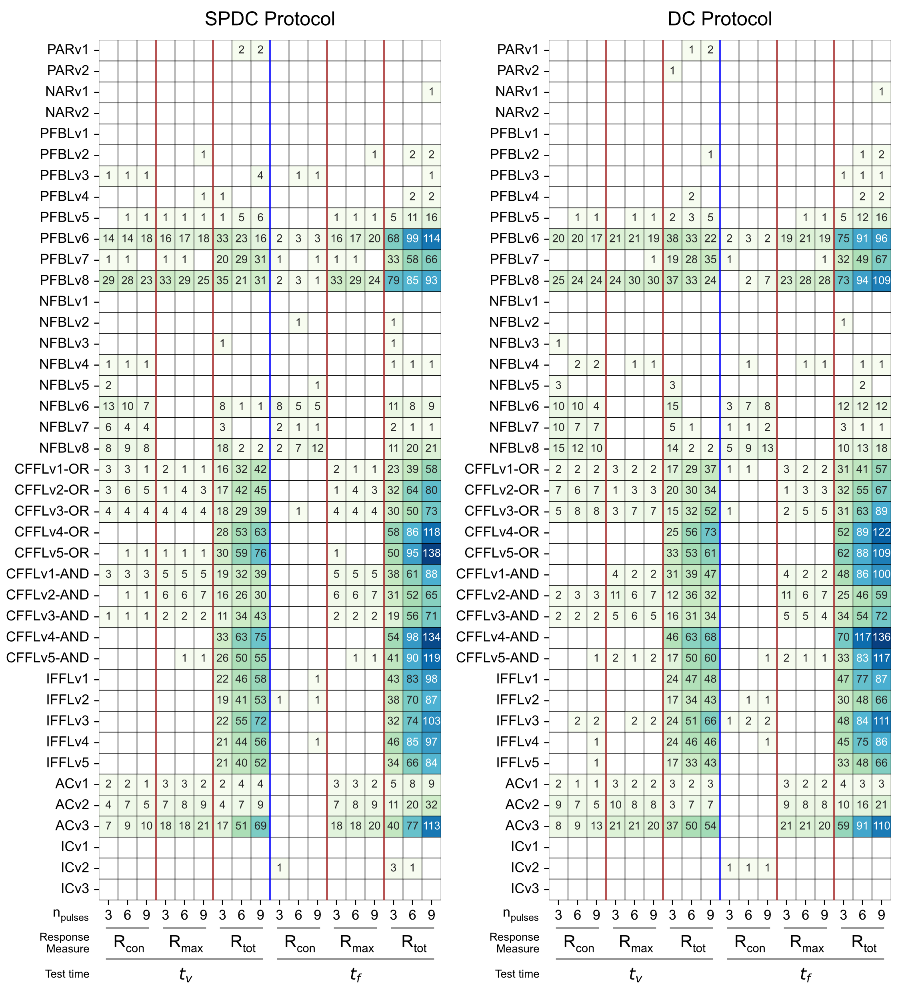 SPDC Protocol
PARv1 2 2
PARv2
NARv1 1
NARv2
PFBLv1
PFBLv2 1 1 2 2
PFBLv3 1 1 1 4 1 1 1
PFBLv4 1 1 2 2
PFBLv5 1 1 1 1 1 1 5 6 1 1 1 5 11 16
PFBLv6 14 14 18 16 17 18 33 23 16 2 3 3 16 17 20 68 99 114
PFBLv7 1 1 1 1 20 29 31 1 1 1 1 33 58 66
PFBLv8 29 28 23 33 29 25 35 21 31 2 3 1 33 29 24 79 85 93
NFBLv1
NFBLv2 1 1
NFBLv3 1 1
NFBLv4 1 1 1 1 1 1
NFBLv5 2 1
NFBLv6 13 10 7 8 1 1 8 5 5 11 8 9
NFBLv7 6 4 4 3 2 1 1 2 1 1
NFBLv8 8 9 8 18 2 2 2 7 12 11 20 21
CFFLv1-OR 3 3 1 2 1 1 16 32 42 2 1 1 23 39 58
CFFLv2-OR 3 6 5 1 4 3 17 42 45 1 4 3 32 64 80
CFFLv3-OR 4 4 4 4 4 4 18 29 39 1 4 4 4 30 50 73
CFFLv4-OR 28 53 63 58 86 118
CFFLv5-OR 1 1 1 1 1 30 59 76 1 50 95 138
CFFLv1-AND 3 3 3 5 5 5 19 32 39 5 5 5 38 61 88
CFFLv2-AND 1 1 6 6 7 16 26 30 6 6 7 31 52 65
CFFLv3-AND 1 1 1 2 2 2 11 34 43 2 2 2 19 56 71
CFFLv4-AND 33 63 75 54 98 134
CFFLv5-AND 1 1 26 50 55 1 1 41 90 119
IFFLv1 22 46 58 1 43 83 98
IFFLv2 19 41 53 1 1 38 70 87
IFFLv3 22 55 72 32 74 103
IFFLv4 21 44 56 1 46 85 97
IFFLv5 21 40 52 34 66 84
ACv1 2 2 1 3 3 2 2 4 4 3 3 2 5 8 9
ACv2 4 7 5 7 8 9 4 7 9 7 8 9 11 20 32
ACv3 7 9 10 18 18 21 17 51 69 18 18 20 40 77 113
ICv1
ICv2 1 3 1
ICv3
npulses 3 6 9 3 6 9 3 6 9 3 6 9 3 6 9 3 6 9
Response Measure Rcon Rmax Rtot Rcon Rmax Rtot
Test time tv tf
DC Protocol
PARv1 1 2
PARv2 1
NARv1 1
NARv2
PFBLv1
PFBLv2 1 1 2
PFBLv3 1 1 1
PFBLv4 2 2 2
PFBLv5 1 1 1 1 2 3 5 1 1 5 12 16
PFBLv6 20 20 17 21 21 19 38 33 22 2 3 2 19 21 19 75 91 96
PFBLv7 1 19 28 35 1 1 32 49 67
PFBLv8 25 24 24 24 30 30 37 33 24 2 7 23 28 28 73 94 109
NFBLv1
NFBLv2 1
NFBLv3 1
NFBLv4 2 2 1 1 1 1 1 1 1
NFBLv5 3 3 2
NFBLv6 10 10 4 15 3 7 8 12 12 12
NFBLv7 10 7 7 5 1 1 1 2 3 1 1
NFBLv8 15 12 10 14 2 2 5 9 13 10 13 18
CFFLv1-OR 2 2 2 3 2 2 17 29 37 1 1 3 2 2 31 41 57
CFFLv2-OR 7 6 7 1 3 3 20 30 34 1 3 3 32 55 67
CFFLv3-OR 5 8 8 3 7 7 15 32 52 1 2 5 5 31 63 89
CFFLv4-OR 25 56 73 52 89 122
CFFLv5-OR 33 53 61 62 88 109
CFFLv1-AND 4 2 2 31 39 47 4 2 2 48 86 100
CFFLv2-AND 2 3 3 11 6 7 12 36 32 11 6 7 25 46 59
CFFLv3-AND 2 2 2 5 6 5 16 31 34 5 5 4 34 54 72
CFFLv4-AND 46 63 68 70 117 136
CFFLv5-AND 1 2 1 2 17 50 60 1 2 1 1 33 83 117
IFFLv1 24 47 48 47 77 87
IFFLv2 17 34 43 1 1 30 48 66
IFFLv3 2 2 2 2 24 51 66 1 2 2 48 84 111
IFFLv4 1 24 46 46 1 45 75 86
IFFLv5 1 17 33 43 33 48 66
ACv1 2 1 1 3 2 2 3 2 3 3 2 2 4 3 3
ACv2 9 7 5 10 8 8 3 7 7 9 8 8 10 16 21
ACv3 8 9 13 21 21 20 37 50 54 21 21 20 59 91 110
ICv1
ICv2 1 1 1
ICv3
npulses 3 6 9 3 6 9 3 6 9 3 6 9 3 6 9 3 6 9
Response Measure Rcon Rmax Rtot Rcon Rmax Rtot
Test time tv tf